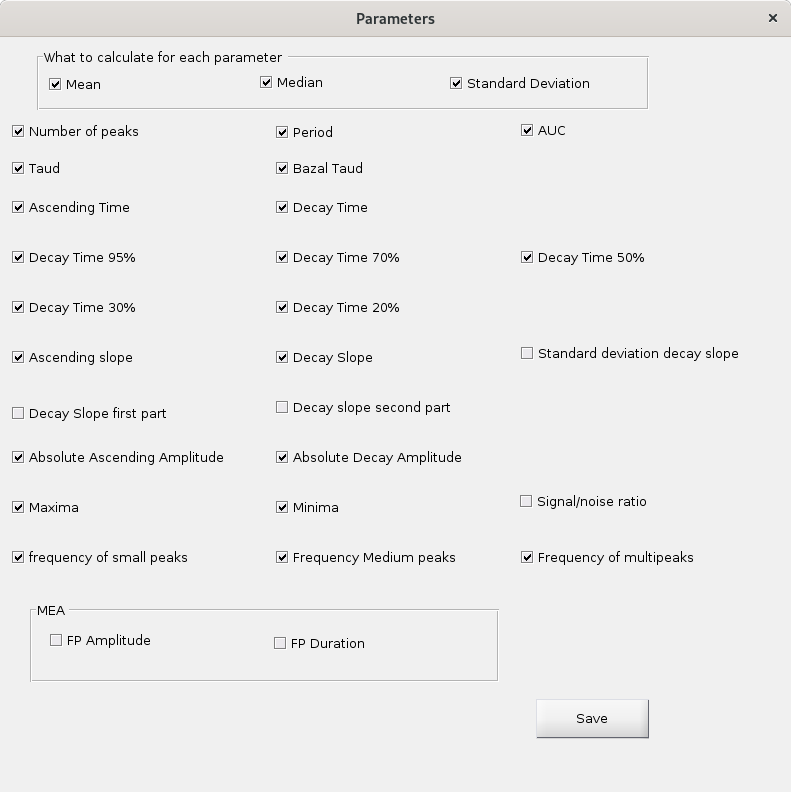 Parameters
What to calculate for each parameter
Mean Median Standard Deviation
Number of peaks Period AUC
Taud Bazal Taud
Ascending Time Decay Time
Decay Time 95% Decay Time 70% Decay Time 50%
Decay Time 30% Decay Time 20%
Ascending slope Decay Slope Standard deviation decay slope
Decay Slope first part Decay slope second part
Absolute Ascending Amplitude Absolute Decay Amplitude
Maxima Minima Signal/noise ratio
frequency of small peaks Frequency Medium peaks Frequency of multipeaks
MEA
FP Amplitude FP Duration
Save